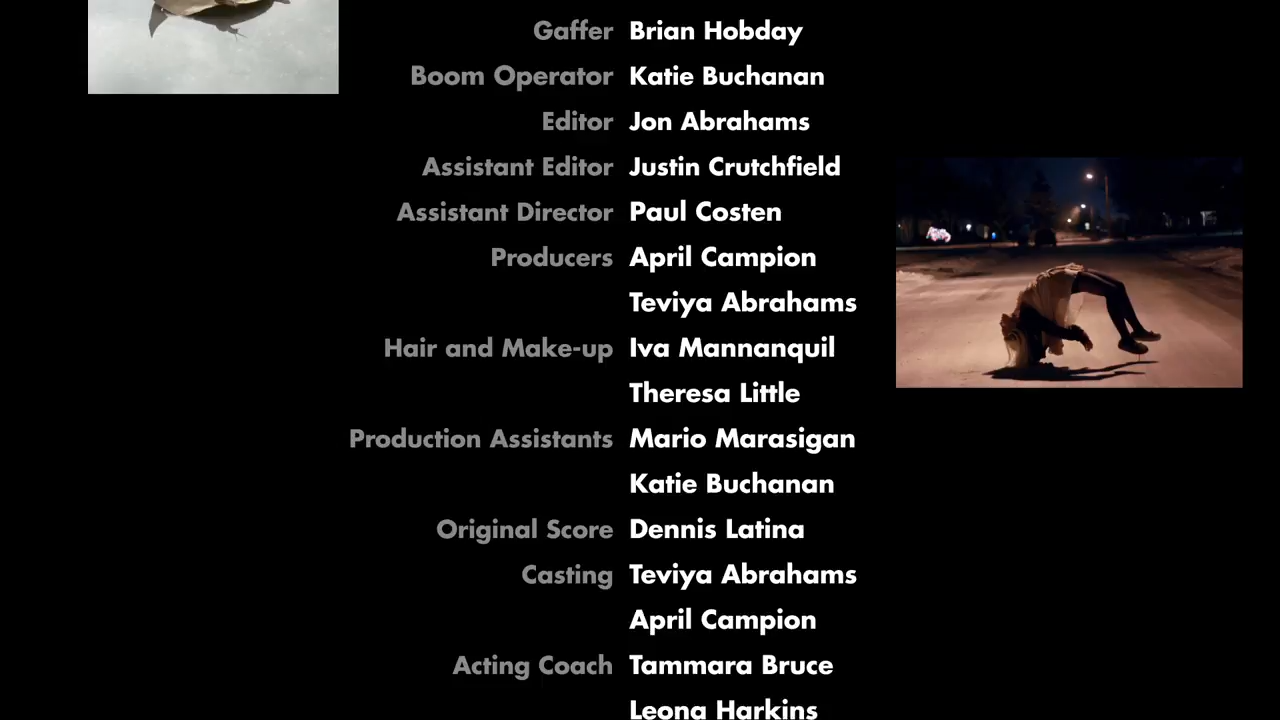 Gaffer Brian Hobday
Boom Operator Katie Buchanan
Editor Jon Abrahams
Assistant Editor Justin Crutchfield
Assistant Director Paul Costen
Producers April Campion
Teviya Abrahams
Hair and Make-up Iva Mannanquil
Theresa Little
Production Assistants Mario Marasigan
Katie Buchanan
Original Score Dennis Latina
Casting Teviya Abrahams
April Campion
Acting Coach Tammara Bruce
Leona Harkins